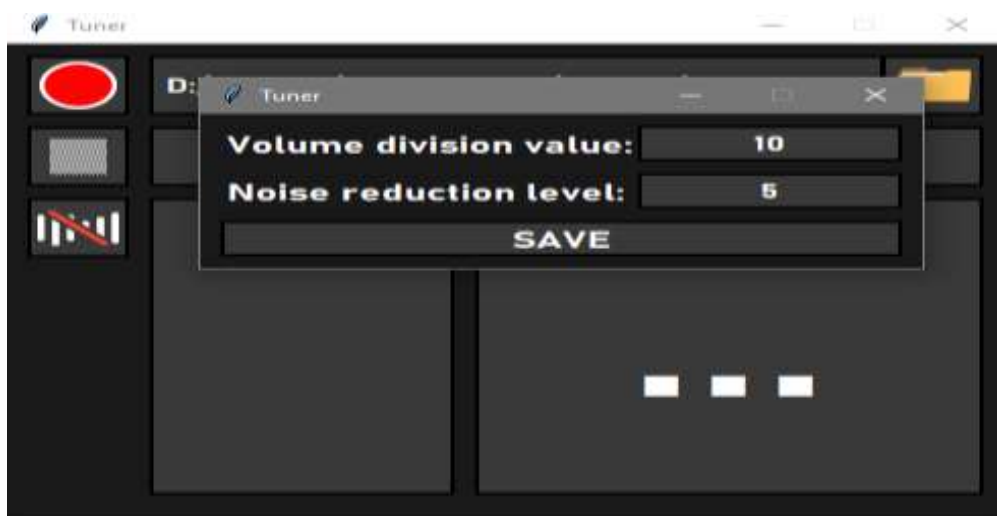 Tuner
D:
Tuner
Volume division value: 10
Noise reduction level: 5
SAVE